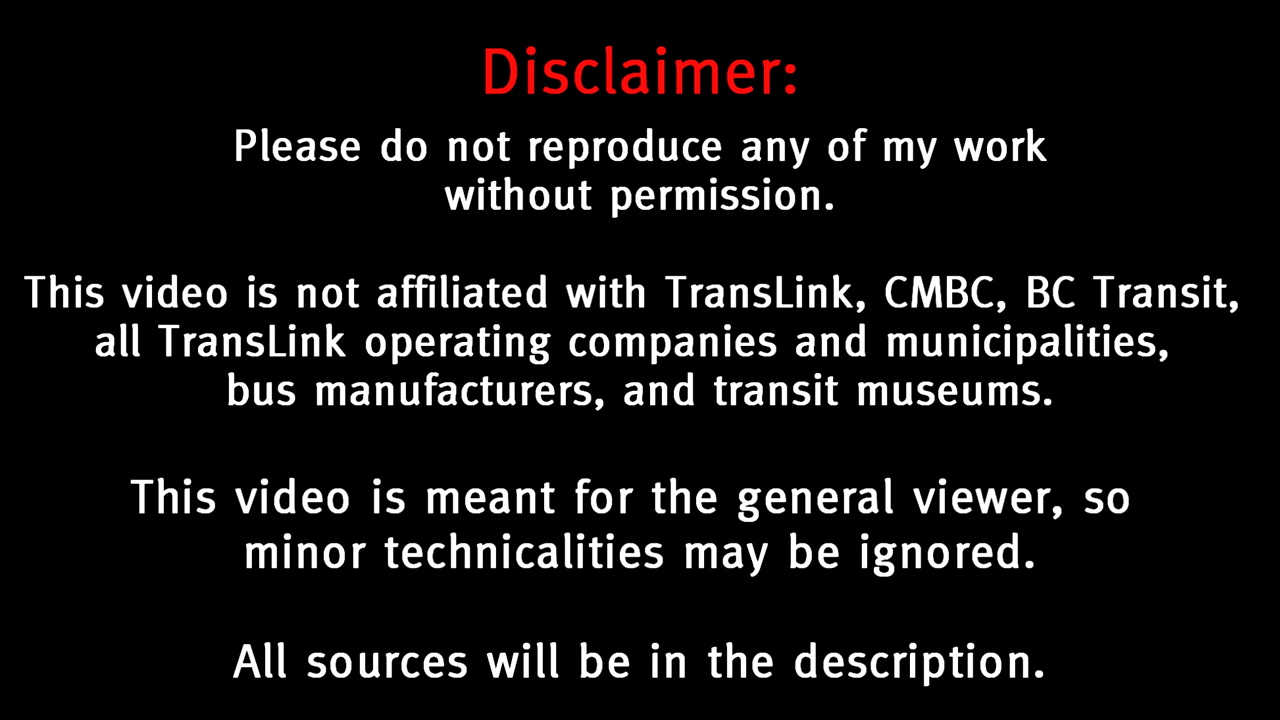 Disclaimer:
Please do not reproduce any of my work
without permission.
This video is not affiliated with TransLink, CMBC, BC Transit,
all TransLink operating companies and municipalities,
bus manufacturers, and transit museums.
This video is meant for the general viewer, so
minor technicalities may be ignored.
All sources will be in the description.